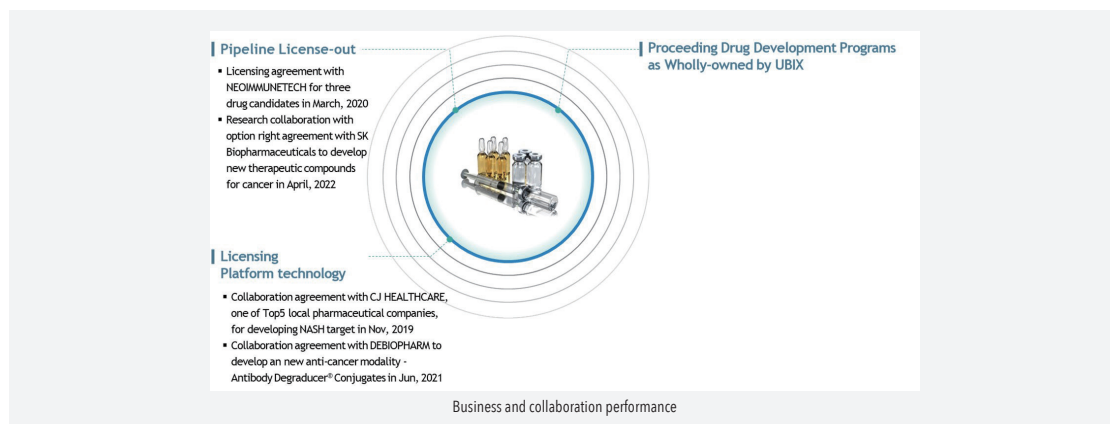 Pipeline License-out
▪ Licensing agreement with
NEOIMMUNETECH for three
drug candidates in March, 2020
▪ Research collaboration with
option right agreement with SK
Biopharmaceuticals to develop
new therapeutic compounds
for cancer in April, 2022
Proceeding Drug Development Programs
as Wholly-owned by UBIX
Licensing
Platform technology
▪ Collaboration agreement with CJ HEALTHCARE,
one of Top5 local pharmaceutical companies,
for developing NASH target in Nov, 2019
▪ Collaboration agreement with DEBIOPHARM to
develop an new anti-cancer modality -
Antibody Degraducer® Conjugates in Jun, 2021
Business and collaboration performance